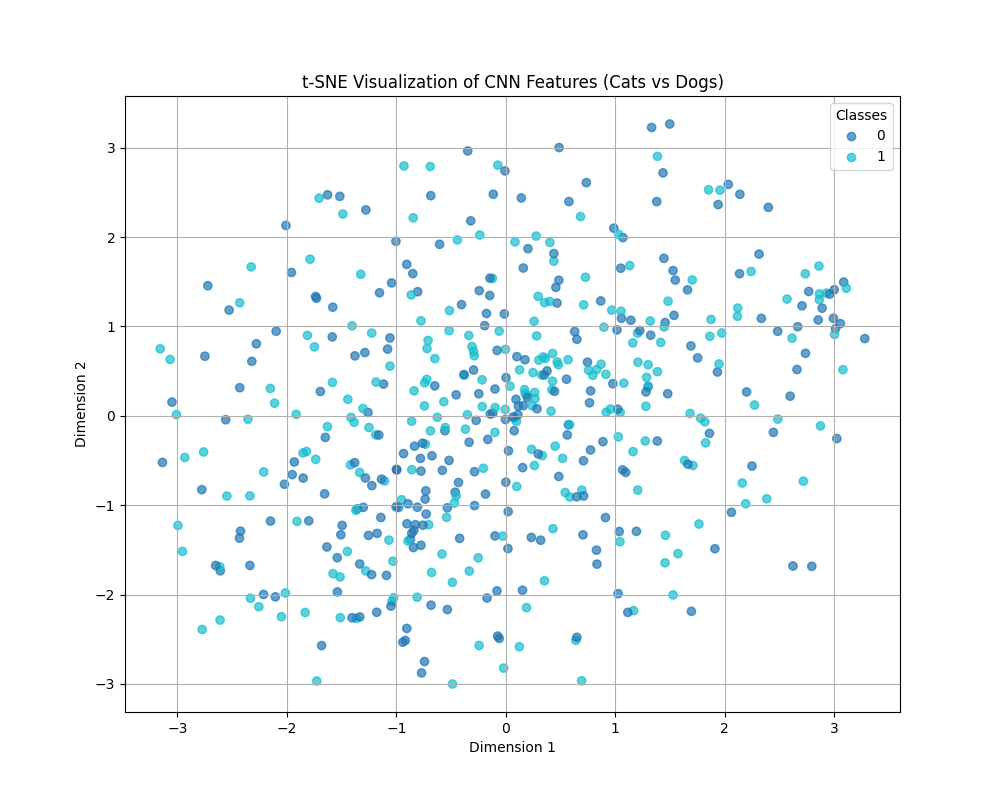 t-SNE Visualization of CNN Features (Cats vs Dogs)
Classes
0
1
3
2
1
0
−1
−2
−3
Dimension 2
−3 −2 −1 0 1 2 3
Dimension 1